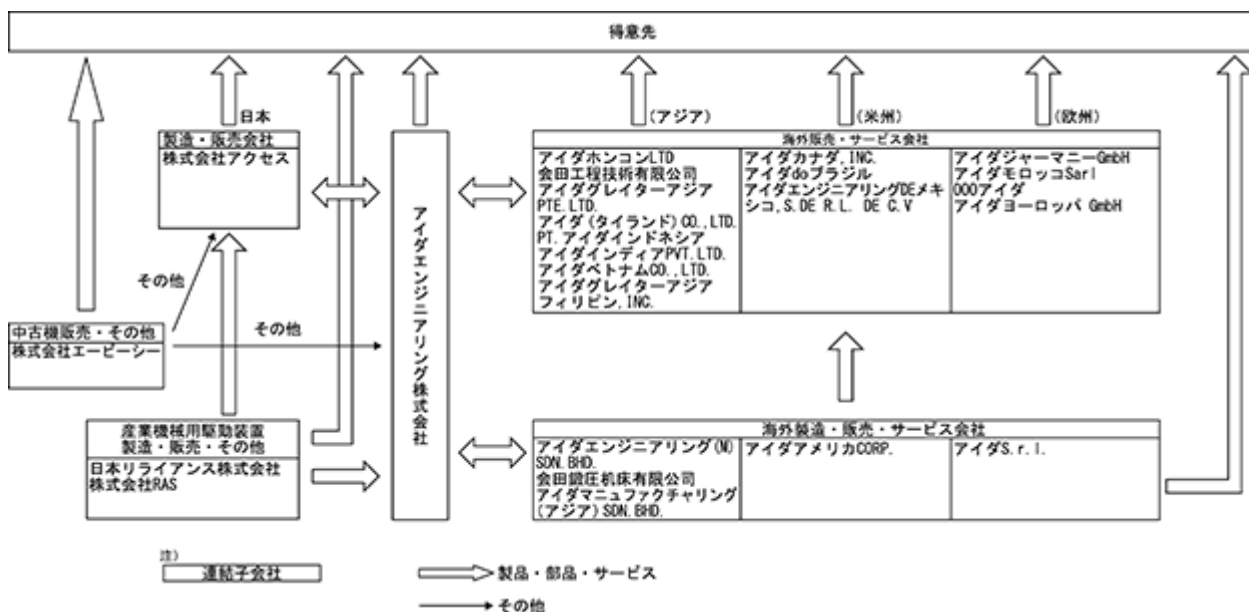 得意先
日本
(アジア)
(米州)
(欧州)
製造・販売会社
株式会社アクセス
アイダエンジニアリング株式会社
海外販売・サービス会社
アイダホンコンLTD
会田工程技術有限公司
アイダグレイターアジア
PTE.LTD.
アイダ(タイランド)CO.,LTD.
PT.アイダインドネシア
アイダインディアPVT.LTD.
アイダベトナムCO.,LTD.
アイダグレイターアジア
フィリピン,INC.
アイダカナダ,INC.
アイダdoブラジル
アイダエンジニアリングDEメキ
シコ,S.DE R.L. DE C.V
アイダジャーマニーGmbH
アイダモロッコSarl
OOOアイダ
アイダヨーロッパ GmbH
その他
その他
中古機販売・その他
株式会社エービーシー
産業機械用駆動装置
製造・販売・その他
日本リライアンス株式会社
株式会社RAS
海外製造・販売・サービス会社
アイダエンジニアリング(M)
SDN.BHD.
会田鍛圧机床有限公司
アイダマニュファクチャリング
(アジア)SDN.BHD.
アイダアメリカCORP.
アイダS.r.l.
注)
連結子会社
製品・部品・サービス
その他